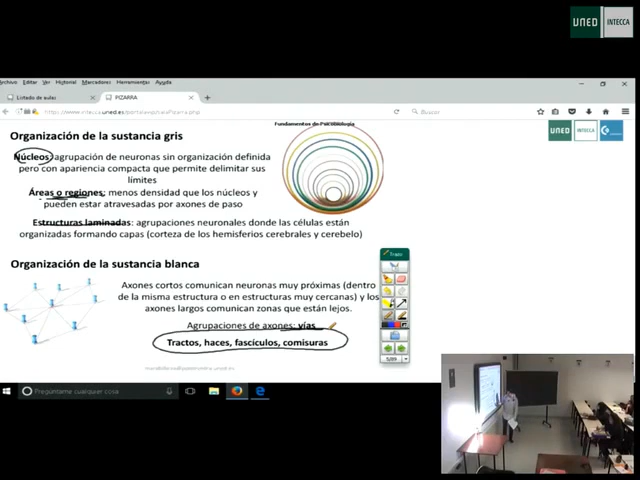 UNED INTECCA
Archivo Editar Ver Historial Marcadores Herramientas Ayuda
Listado de aulas × PIZARRA × +
Buscar
Fundamentos de Psicobiología
UNED INTECCA
Organización de la sustancia gris
Núcleos: agrupación de neuronas sin organización definida
pero con apariencia compacta que permite delimitar sus
límites
Áreas o regiones: menos densidad que los núcleos y
pueden estar atravesadas por axones de paso
Estructuras laminadas: agrupaciones neuronales donde las células están
organizadas formando capas (corteza de los hemisferios cerebrales y cerebelo)
Organización de la sustancia blanca
Axones cortos comunican neuronas muy próximas (dentro
de la misma estructura o en estructuras muy cercanas) y los
axones largos comunican zonas que están lejos.
Agrupaciones de axones: vías
Tractos, haces, fascículos, comisuras
Pregúntame cualquier cosa